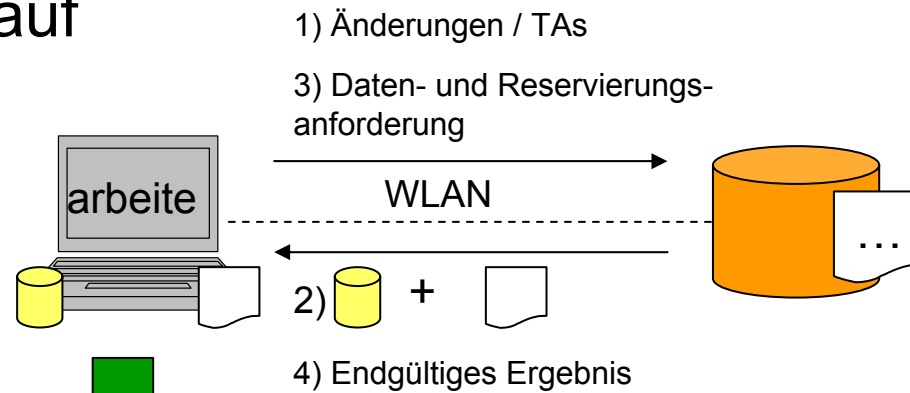 auf
1) Änderungen / TAs
3) Daten- und Reservierungs-
anforderung
arbeite
WLAN
...
2)
+
4) Endgültiges Ergebnis